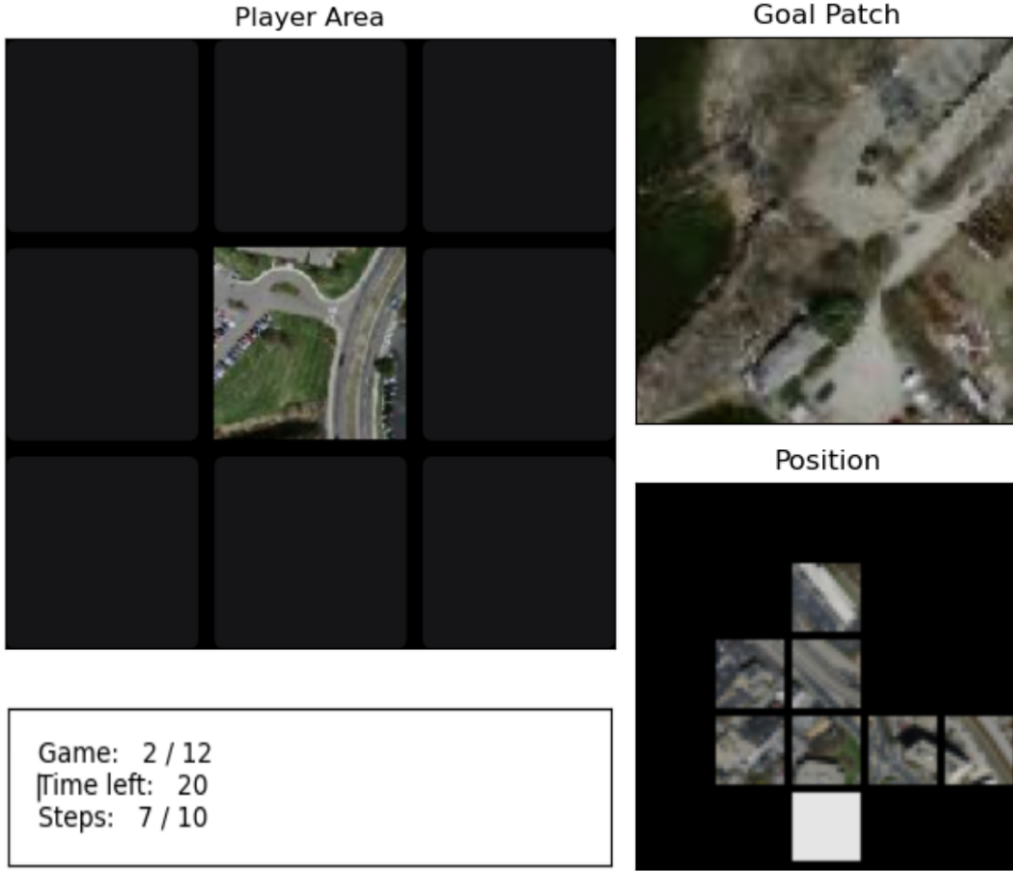 Player Area
Goal Patch
Position
Game: 2 / 12
Time left: 20
Steps: 7 / 10